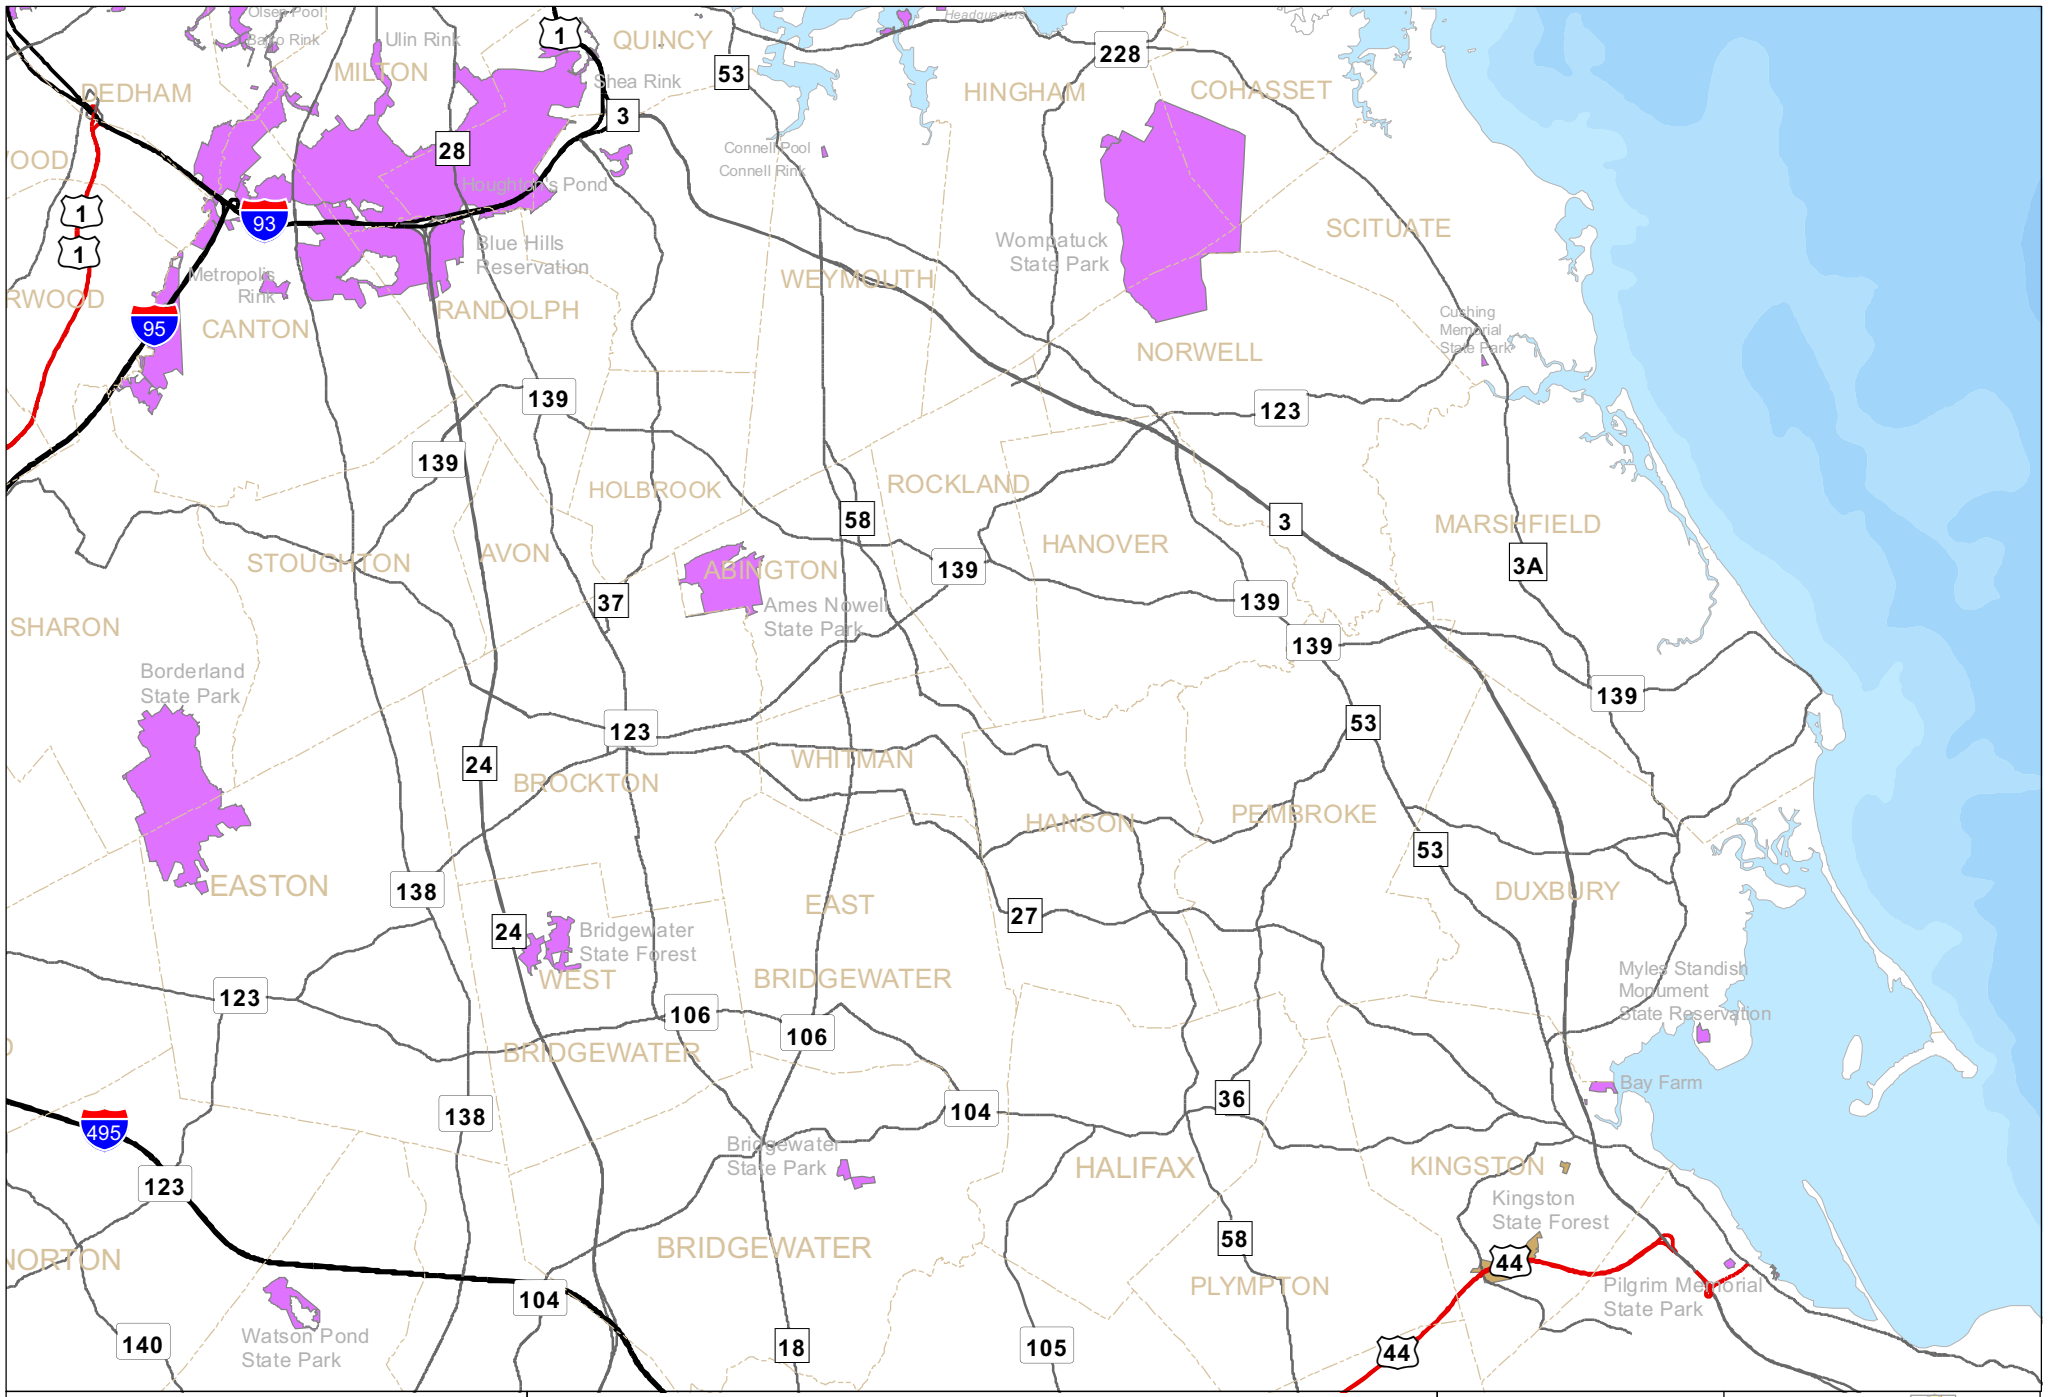 Olsen Pool
Bajko Rink
Ulin Rink
1
QUINCY
Headquarters
228
MILTON
53
Shea Rink
DEDHAM
HINGHAM
COHASSET
3
28
Connell Pool
Connell Rink
OOD
Houghton's Pond
1
93
1
Blue Hills
Reservation
Wompatuck
State Park
SCITUATE
Metropolis
Rink
WEYMOUTH
RWOOD
RANDOLPH
95
CANTON
Cushing
Memorial
State Park
NORWELL
139
123
139
HOLBROOK
ROCKLAND
58
3
MARSHFIELD
STOUGHTON
AVON
HANOVER
ABINGTON
139
3A
37
139
Ames Nowell
State Park
SHARON
139
Borderland
State Park
139
123
53
24
BROCKTON
WHITMAN
HANSON
PEMBROKE
53
EASTON
138
DUXBURY
EAST
27
24
Bridgewater
State Forest
WEST
BRIDGEWATER
Myles Standish
Monument
State Reservation
123
106
106
BRIDGEWATER
Bay Farm
36
104
138
495
Bridgewater
State Park
HALIFAX
KINGSTON
123
Kingston
State Forest
58
BRIDGEWATER
NORTON
44
PLYMPTON
Pilgrim Memorial
State Park
104
Watson Pond
State Park
140
18
105
44